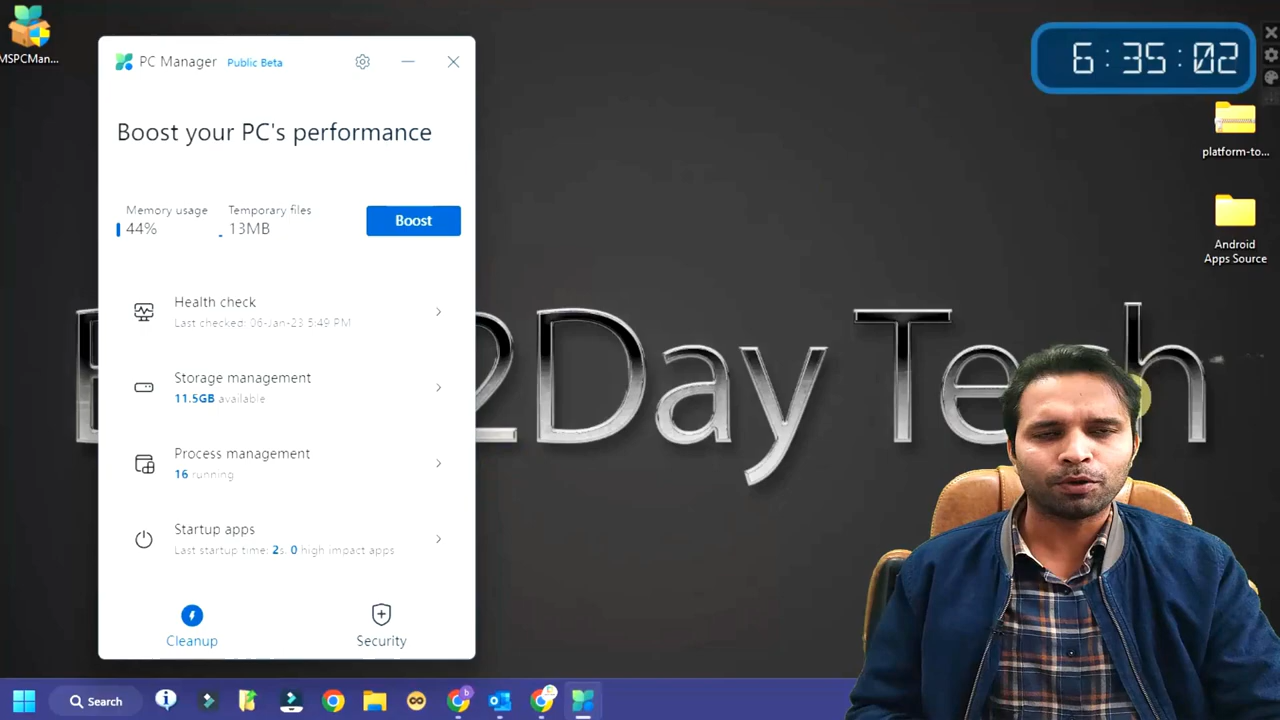 MSPCMan...
PC Manager Public Beta
6:35:02
Boost your PC's performance
platform-to...
Memory usage
44%
Temporary files
13MB
Boost
Android
Apps Source
Health check
Last checked: 06-Jan-23 5:49 PM
2Day Tech
Storage management
11.5GB available
Process management
16 running
Startup apps
Last startup time: 2s, 0 high impact apps
Cleanup
Security
Search